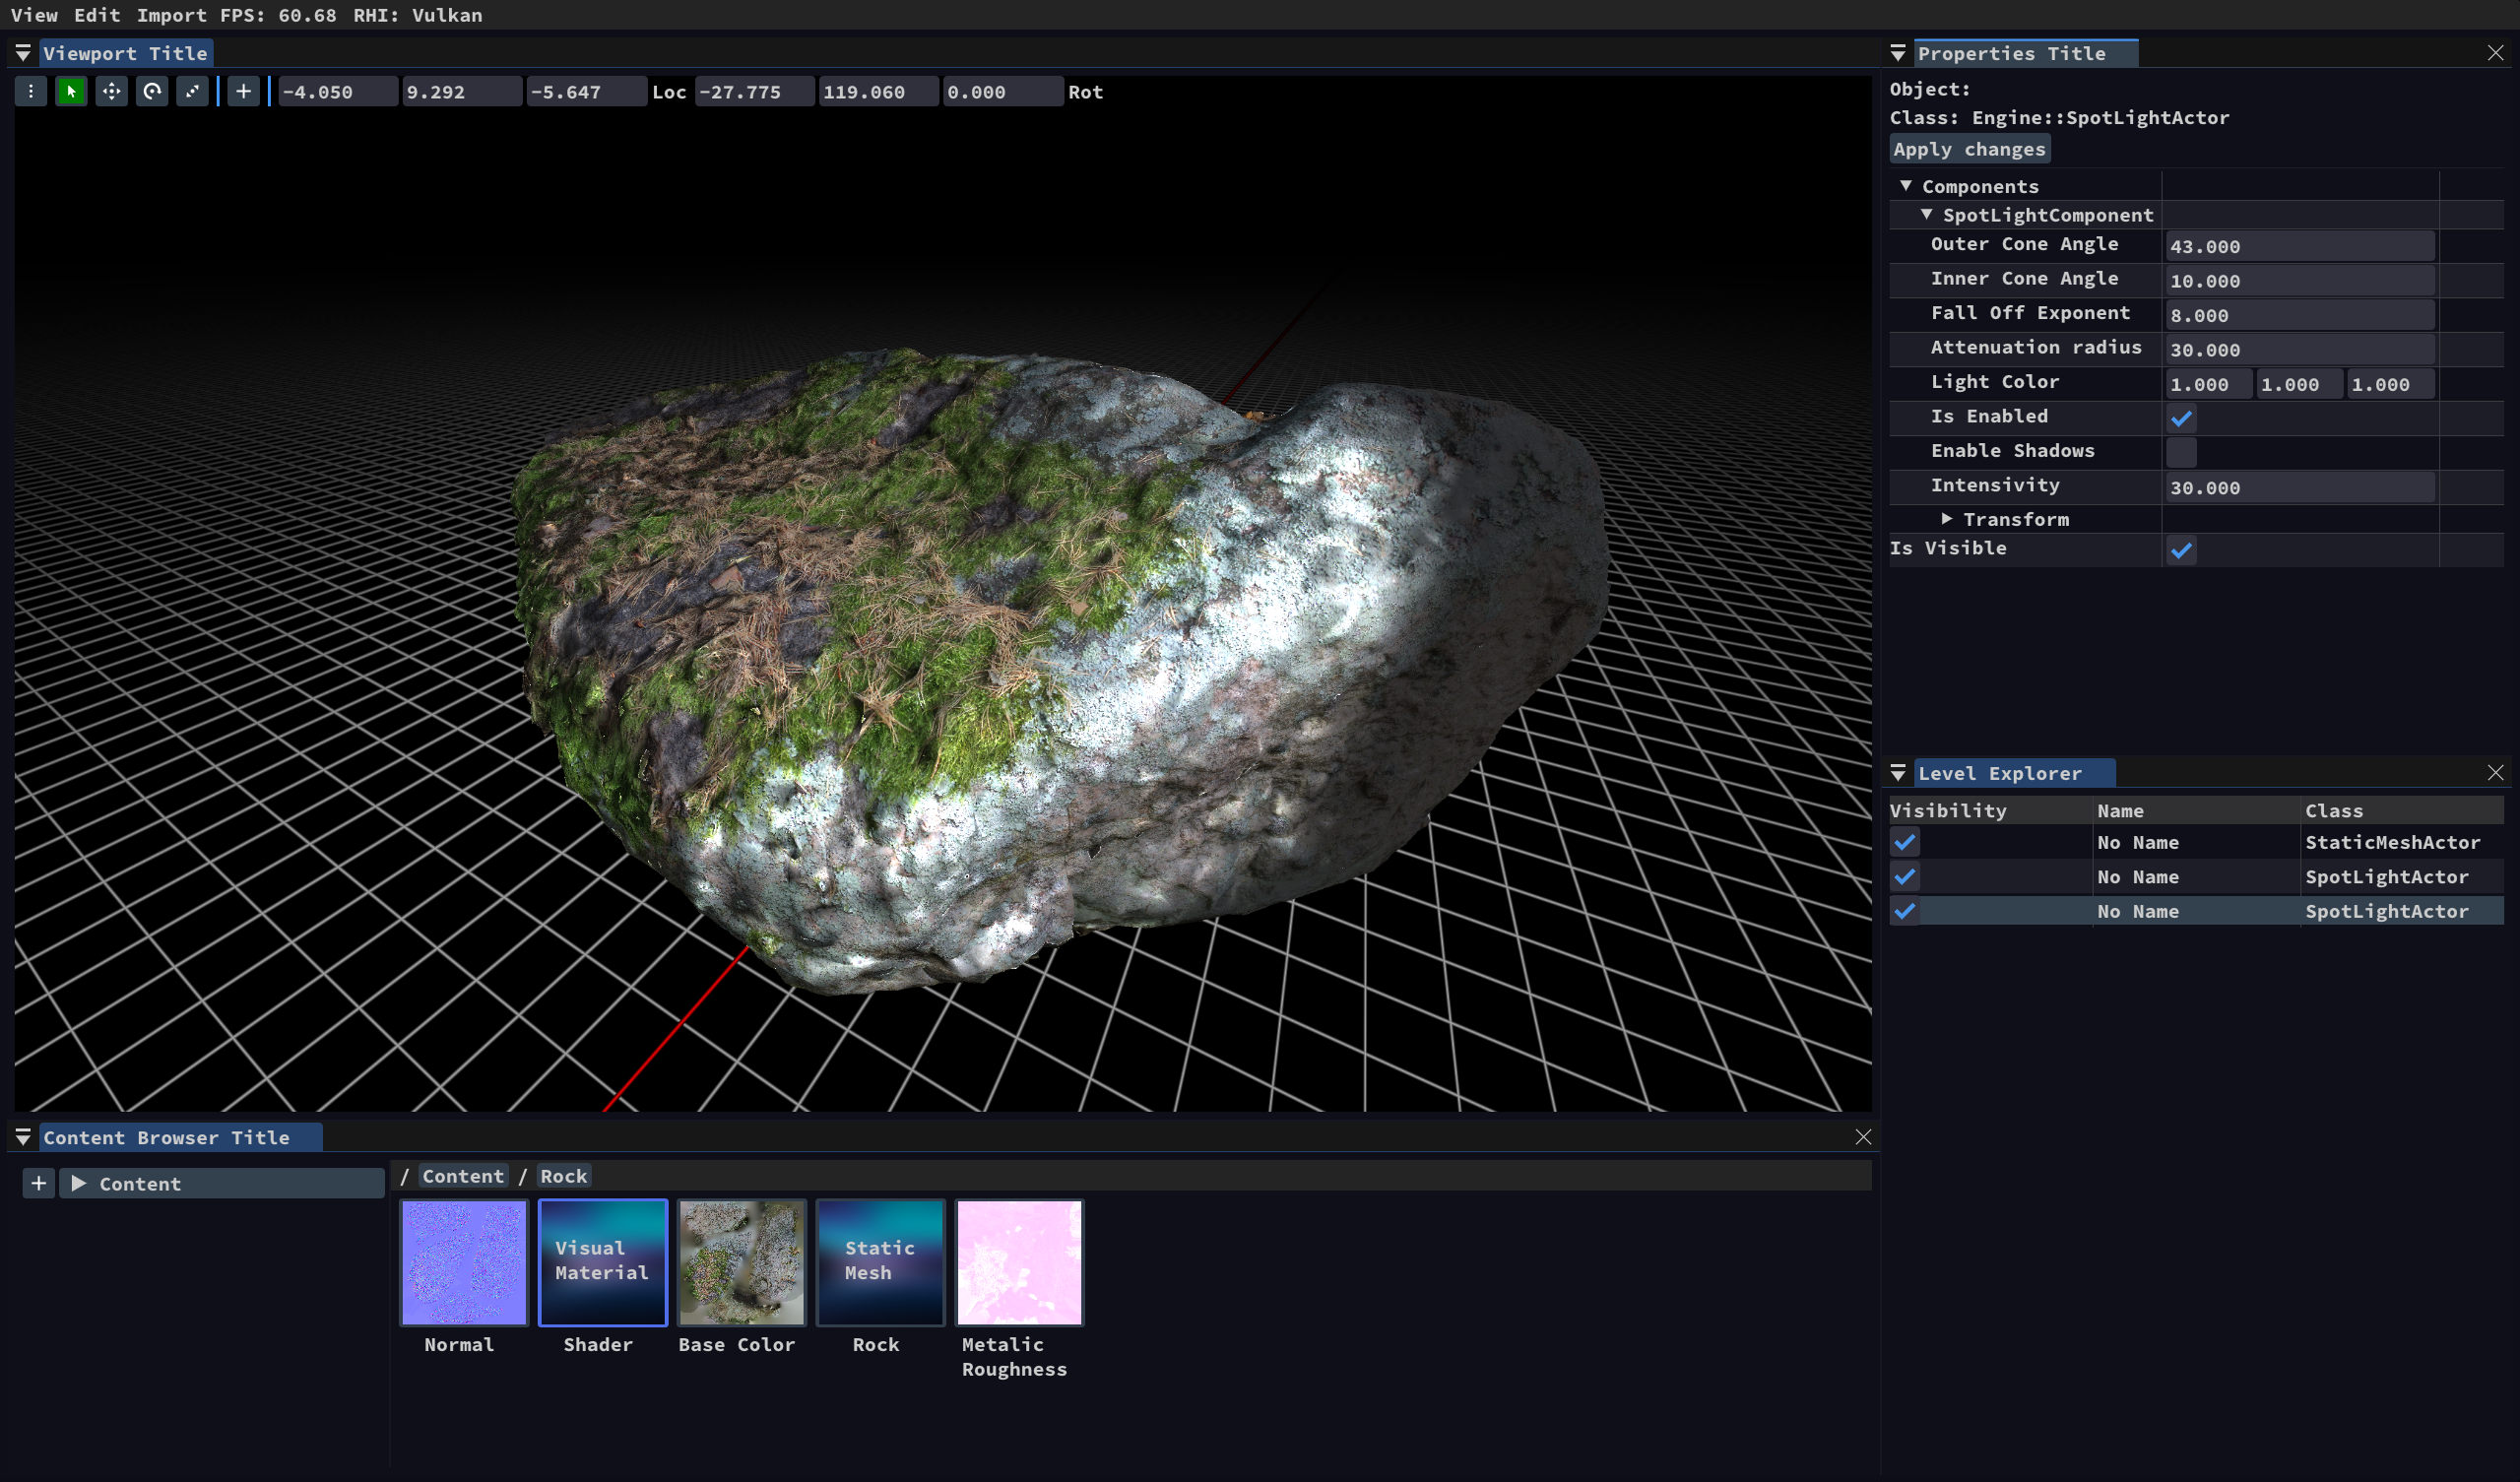 View Edit Import FPS: 60.68 RHI: Vulkan
Viewport Title
-4.050 9.292 -5.647 Loc -27.775 119.060 0.000 Rot
Properties Title
Object:
Class: Engine::SpotLightActor
Apply changes
Components
SpotLightComponent
Outer Cone Angle 43.000
Inner Cone Angle 10.000
Fall Off Exponent 8.000
Attenuation radius 30.000
Light Color 1.000 1.000 1.000
Is Enabled
Enable Shadows
Intensivity 30.000
Transform
Is Visible
Level Explorer
Visibility Name Class
No Name StaticMeshActor
No Name SpotLightActor
No Name SpotLightActor
Content Browser Title
Content
/ Content / Rock
Visual
Material
Static
Mesh
Normal Shader Base Color Rock Metalic
Roughness